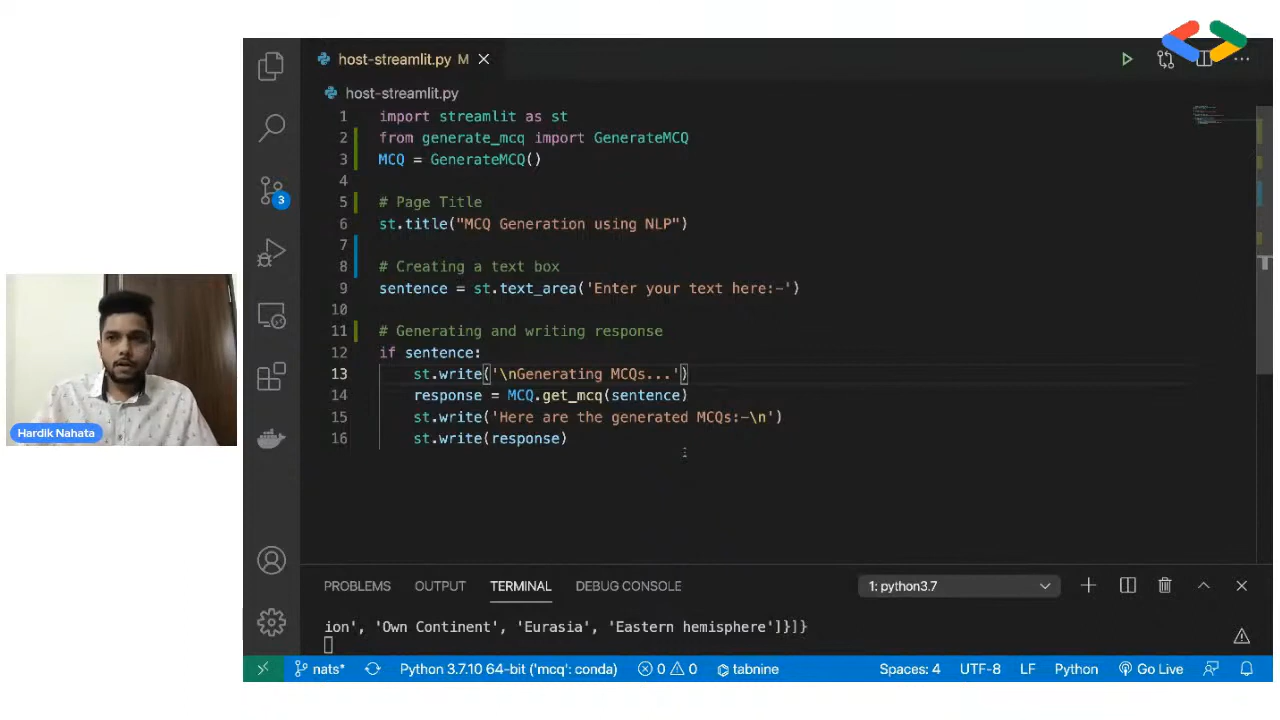 host-streamlit.py M
host-streamlit.py
1 import streamlit as st
2 from generate_mcq import GenerateMCQ
3 MCQ = GenerateMCQ()
4
5 # Page Title
6 st.title("MCQ Generation using NLP")
7
8 # Creating a text box
9 sentence = st.text_area('Enter your text here:-')
10
11 # Generating and writing response
12 if sentence:
13 st.write('\nGenerating MCQs...')
14 response = MCQ.get_mcq(sentence)
15 st.write('Here are the generated MCQs:-\n')
16 st.write(response)
3
Hardik Nahata
PROBLEMS OUTPUT TERMINAL DEBUG CONSOLE 1: python3.7
ion', 'Own Continent', 'Eurasia', 'Eastern hemisphere']}]}
nats* Python 3.7.10 64-bit ('mcq': conda) 0 0 tabnine Spaces: 4 UTF-8 LF Python Go Live